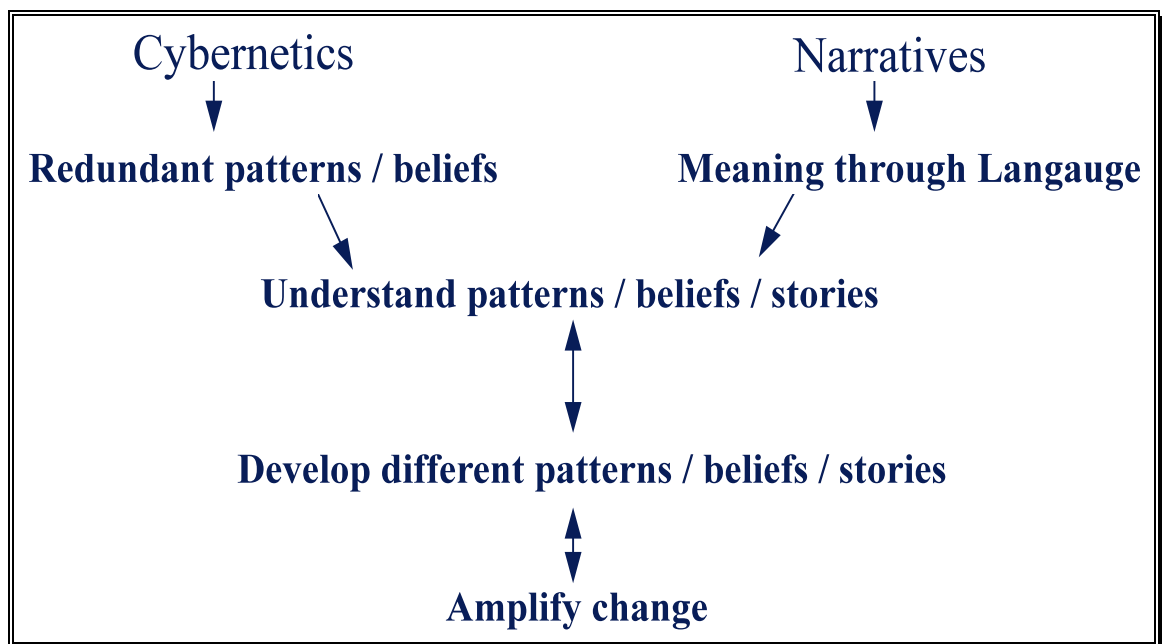 Cybernetics
Narratives
Redundant patterns / beliefs
Meaning through Langauge
Understand patterns / beliefs / stories
Develop different patterns / beliefs / stories
Amplify change